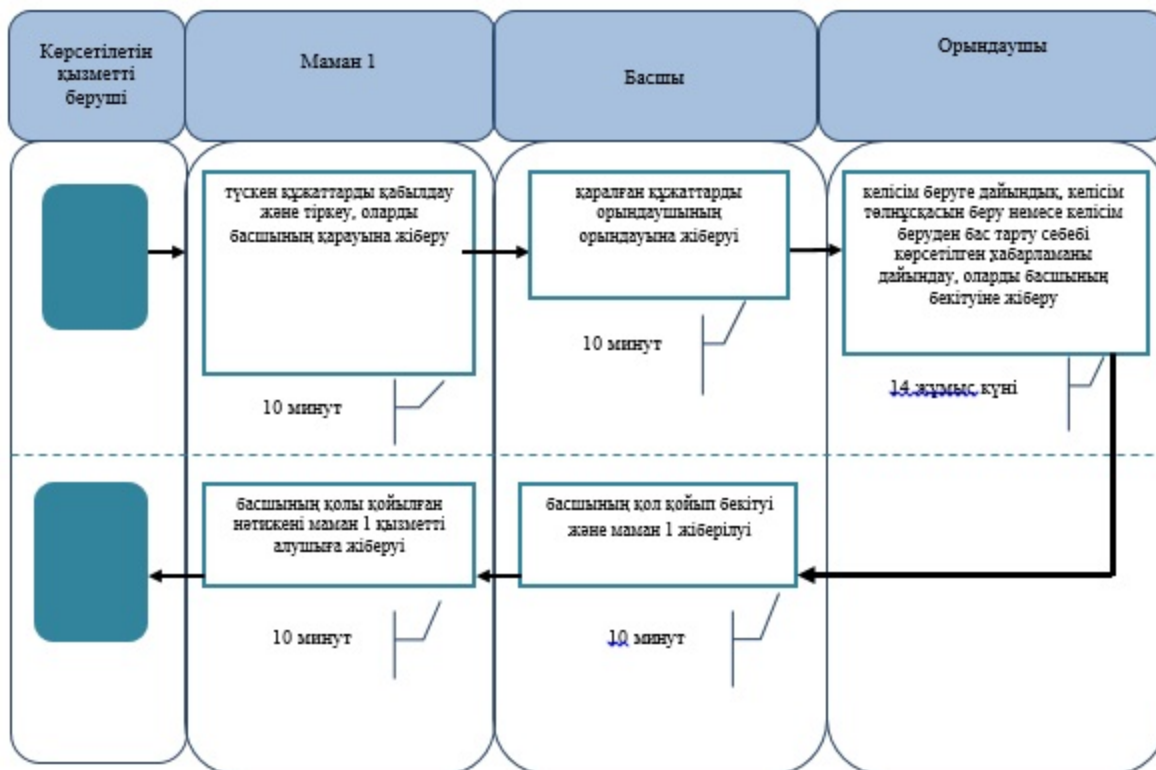 Көрсетілетін
қызметті
беруші
Маман 1
Басшы
Орындаушы
түскен құжаттарды қабылдау
және тіркеу, оларды
басшының қарауына жіберу
10 минут
қаралған құжаттарды
орындаушының
орындауына жіберуі
10 минут
келісім беруге дайындық, келісім
төлнұсқасын беру немесе келісім
беруден бас тарту себебі
көрсетілген хабарламаны
дайындау, оларды басшының
бекітуіне жіберу
14 жұмыс күні
басшының қолы қойылған
нәтижені маман 1 қызметті
алушыға жіберуі
10 минут
басшының қол қойып бекітуі
және маман 1 жіберілуі
10 минут